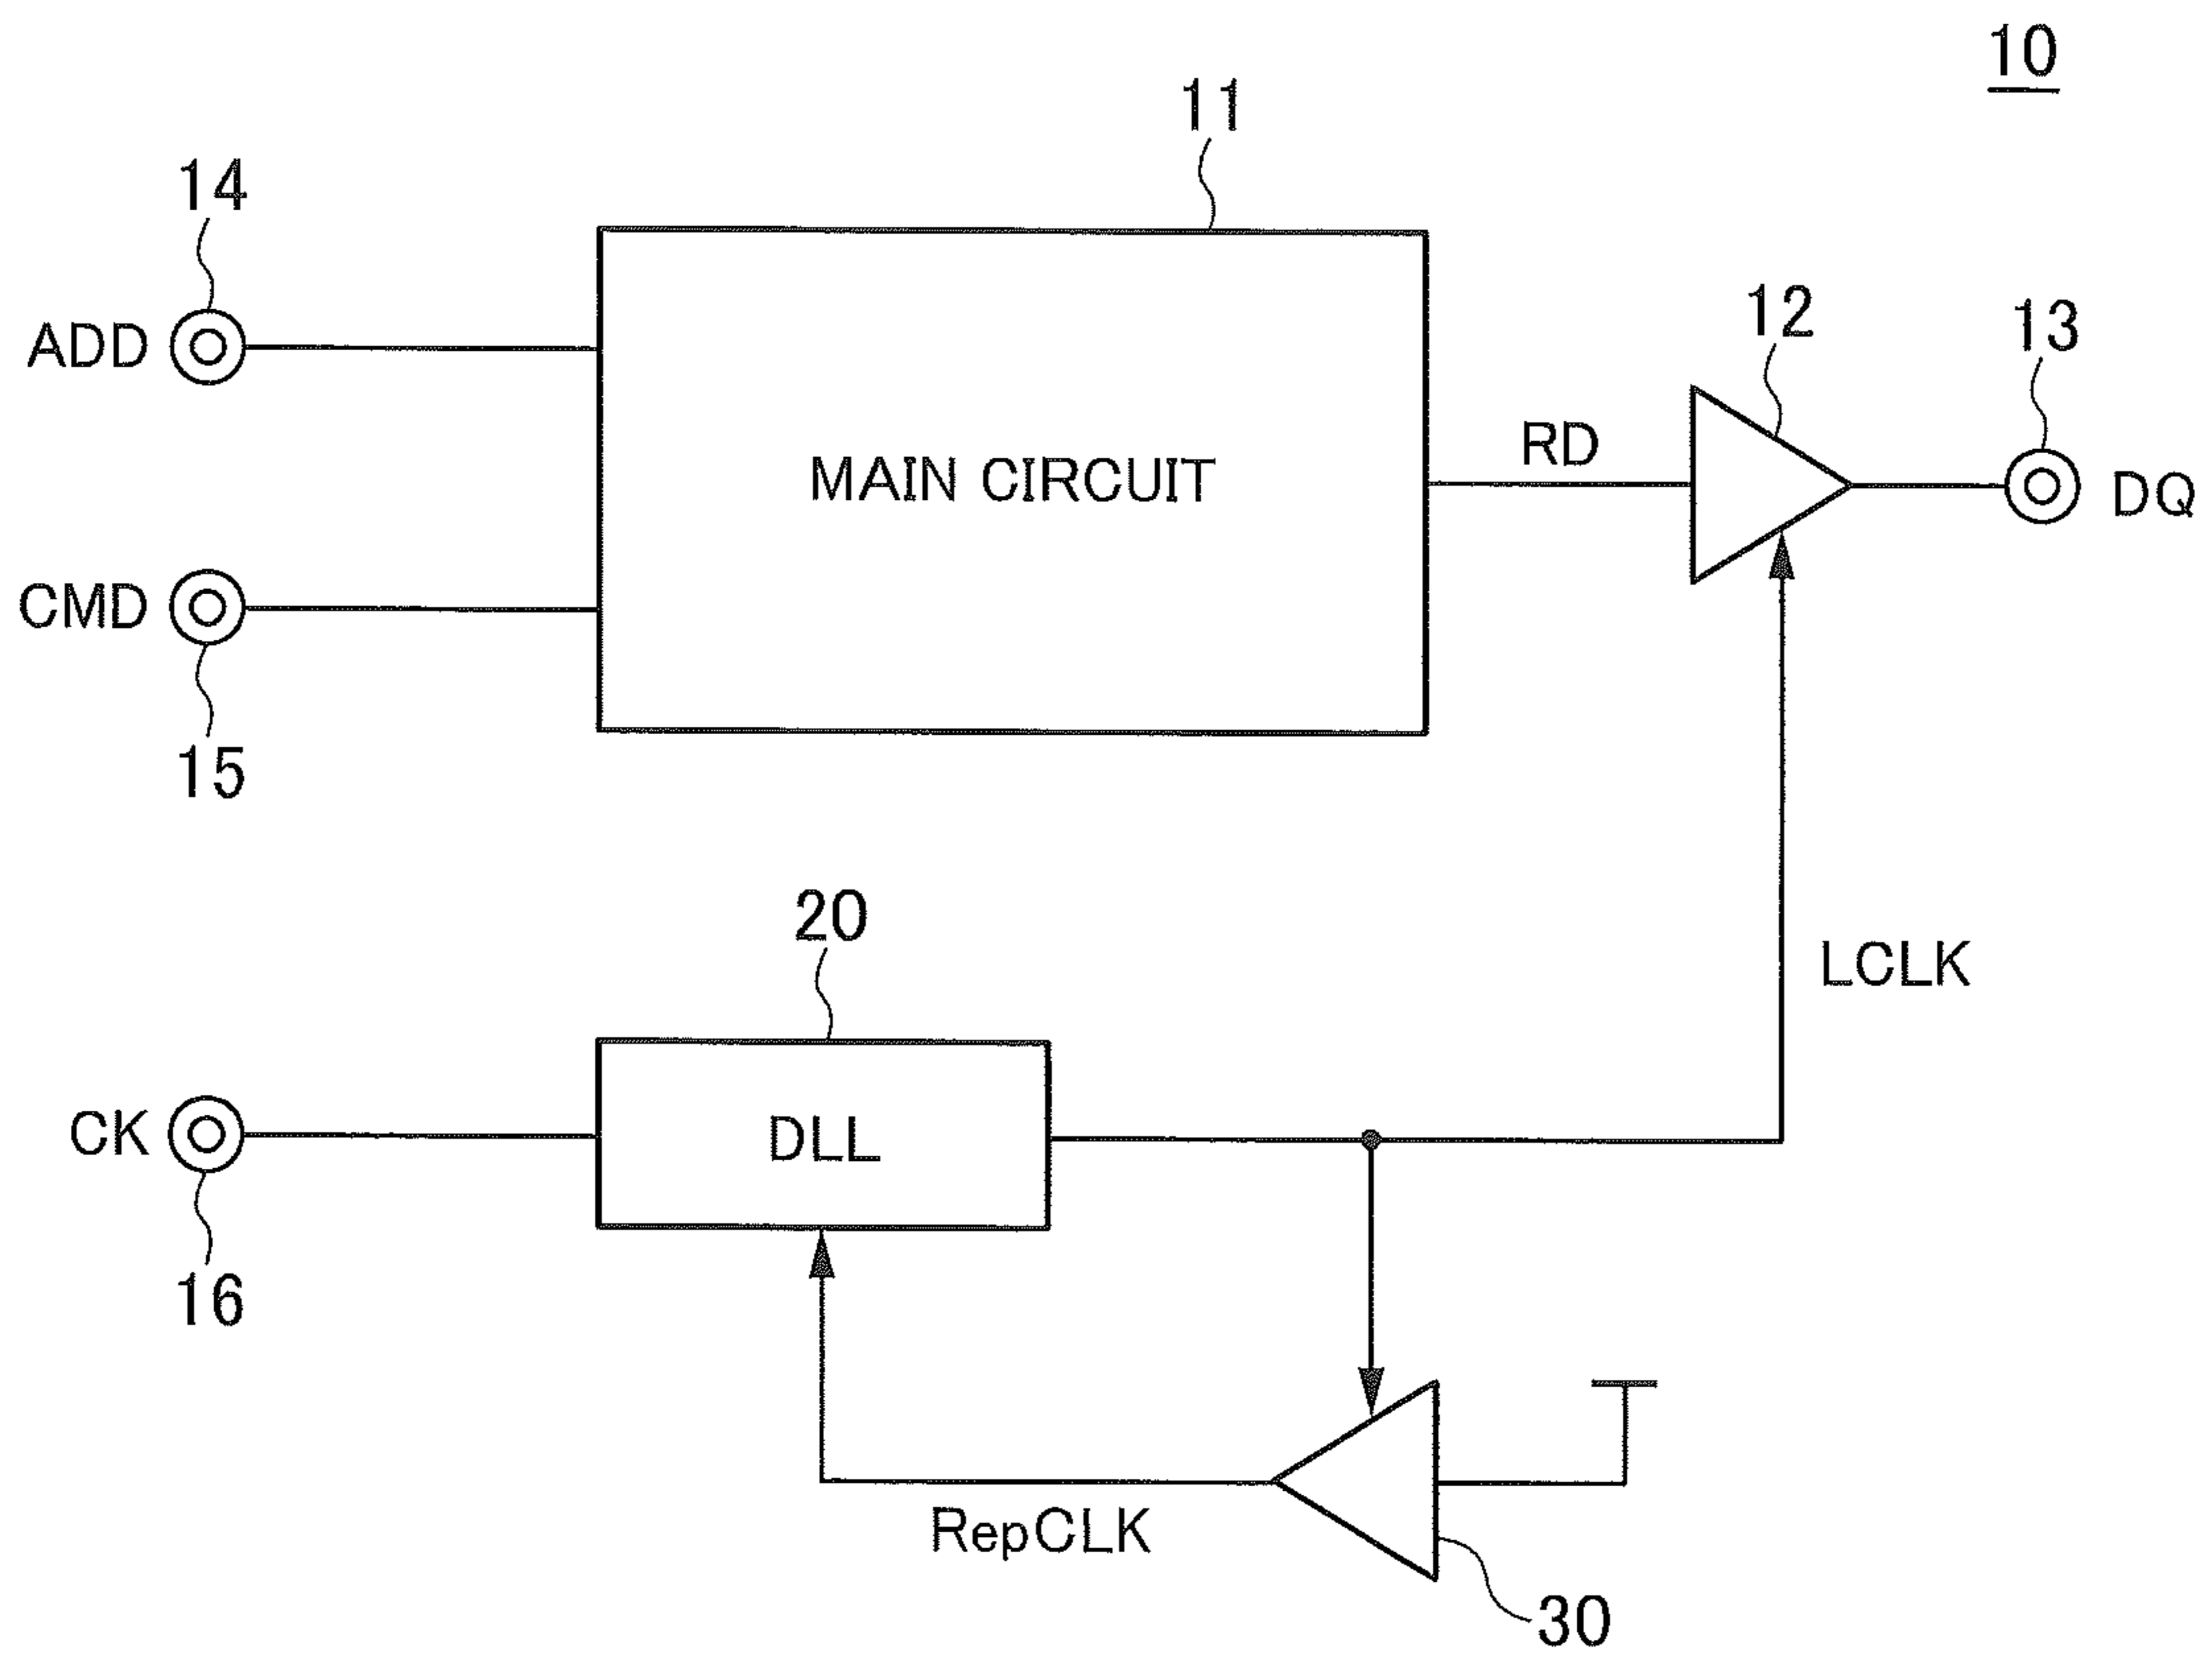 10
11
14
ADD
12
13
MAIN CIRCUIT
RD
DQ
CMD
15
20
LCLK
CK
DLL
16
RepCLK
30